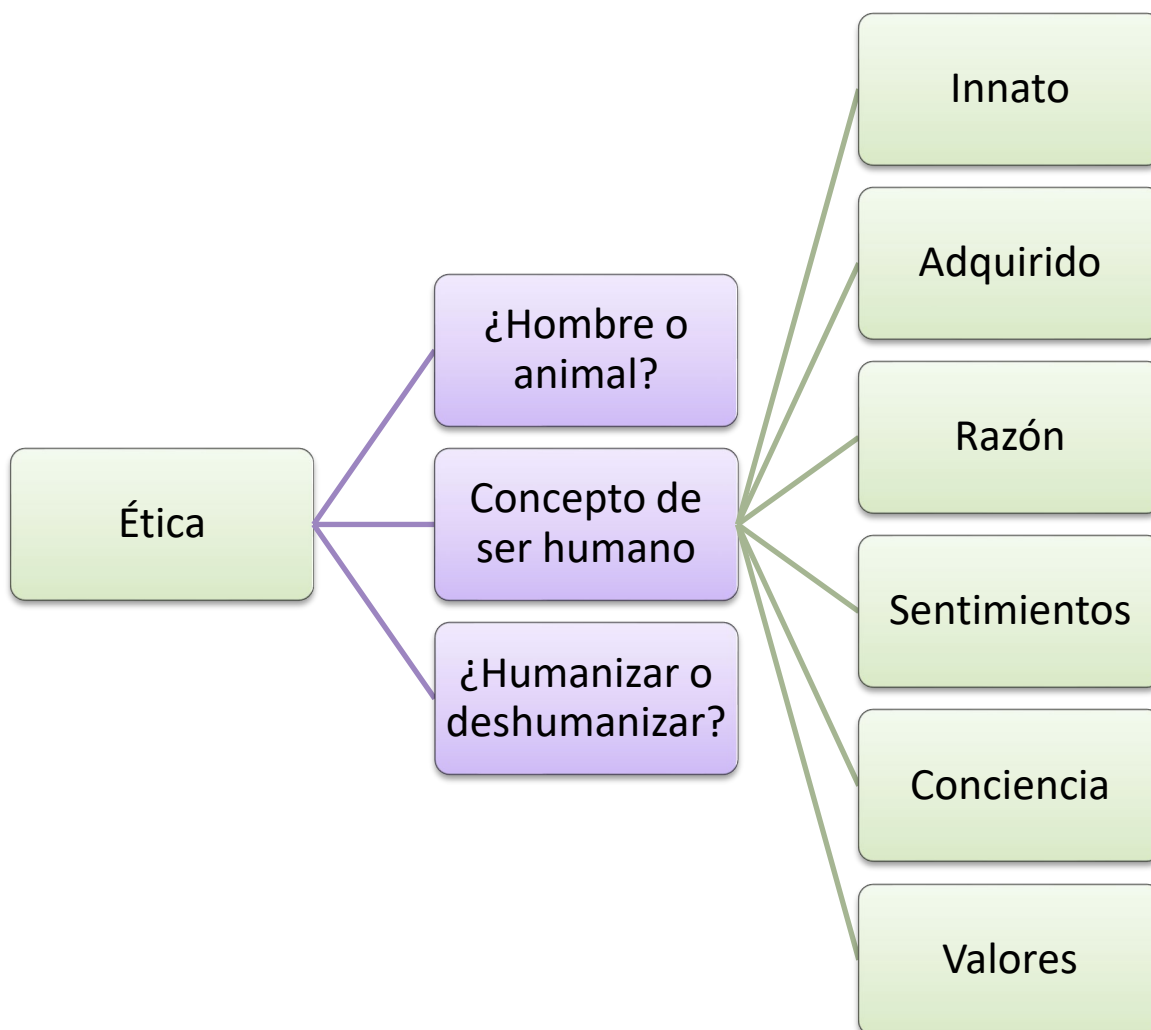 Ética
¿Hombre o
animal?
Concepto de
ser humano
¿Humanizar o
deshumanizar?
Innato
Adquirido
Razón
Sentimientos
Conciencia
Valores